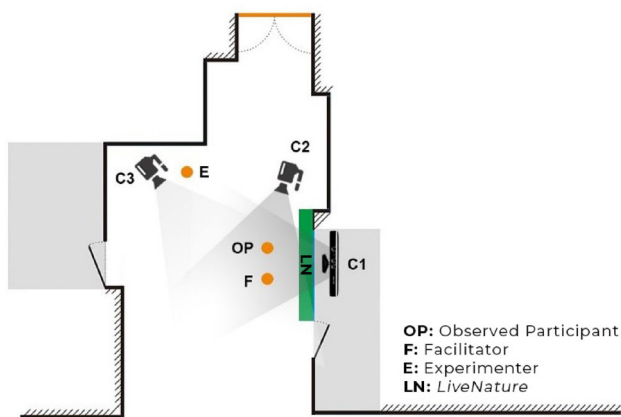 C2
C3
E
OP
LN
C1
F
OP: Observed Participant
F: Facilitator
E: Experimenter
LN: LiveNature